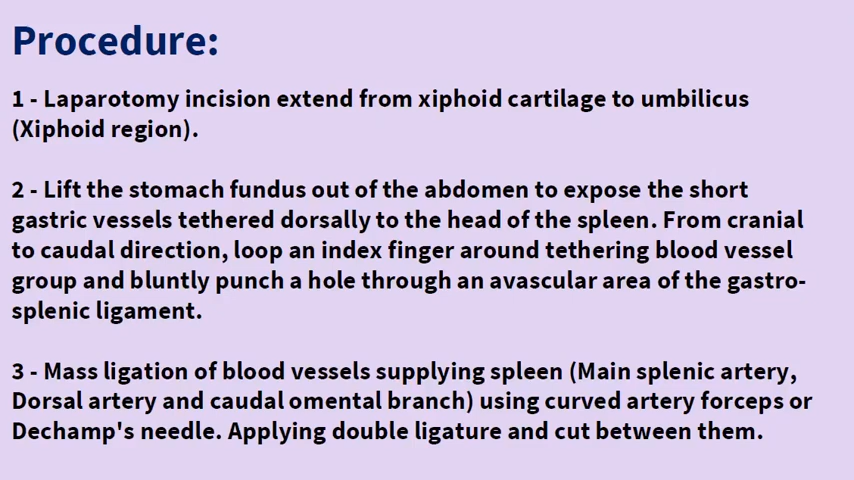 Procedure:
1 - Laparotomy incision extend from xiphoid cartilage to umbilicus
(Xiphoid region).
2 - Lift the stomach fundus out of the abdomen to expose the short
gastric vessels tethered dorsally to the head of the spleen. From cranial
to caudal direction, loop an index finger around tethering blood vessel
group and bluntly punch a hole through an avascular area of the gastro-
splenic ligament.
3 - Mass ligation of blood vessels supplying spleen (Main splenic artery,
Dorsal artery and caudal omental branch) using curved artery forceps or
Dechamp's needle. Applying double ligature and cut between them.